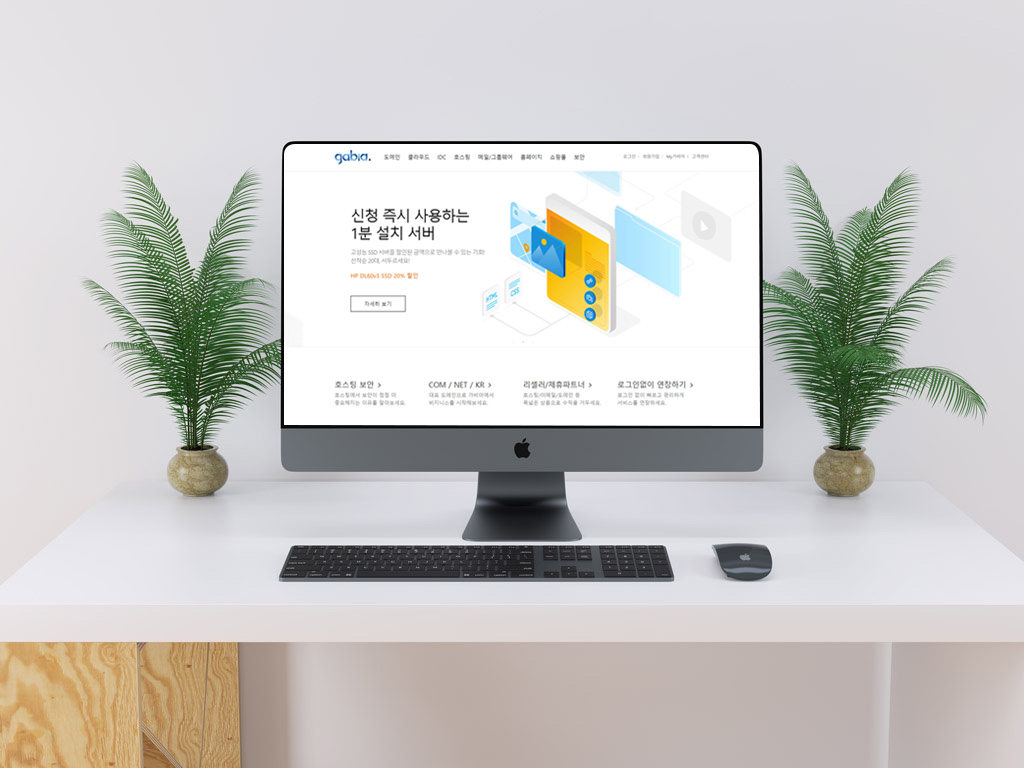 gabia.
도메인 클라우드 IDC 호스팅 메일/그룹웨어 홈페이지 쇼핑몰 보안
로그인 회원가입 My가비아 고객센터
신청 즉시 사용하는
1분 설치 서버
고성능 SSD 서버를 할인된 금액으로 만나볼 수 있는 기회!
선착순 20대, 서두르세요!
HP DL60v3 SSD 20% 할인
자세히 보기
HTML
CSS
호스팅 보안 >
호스팅에서 보안이 정말 더
중요해지는 이유를 알아보세요.
COM / NET / KR >
대표 도메인으로 가비아에서
비지니스를 시작해보세요.
리셀러/제휴파트너 >
호스팅/이메일/도메인 등
폭넓은 상품으로 수익을 거두세요.
로그인없이 연장하기 >
로그인 없이 빠르고 편리하게
서비스를 연장하세요.